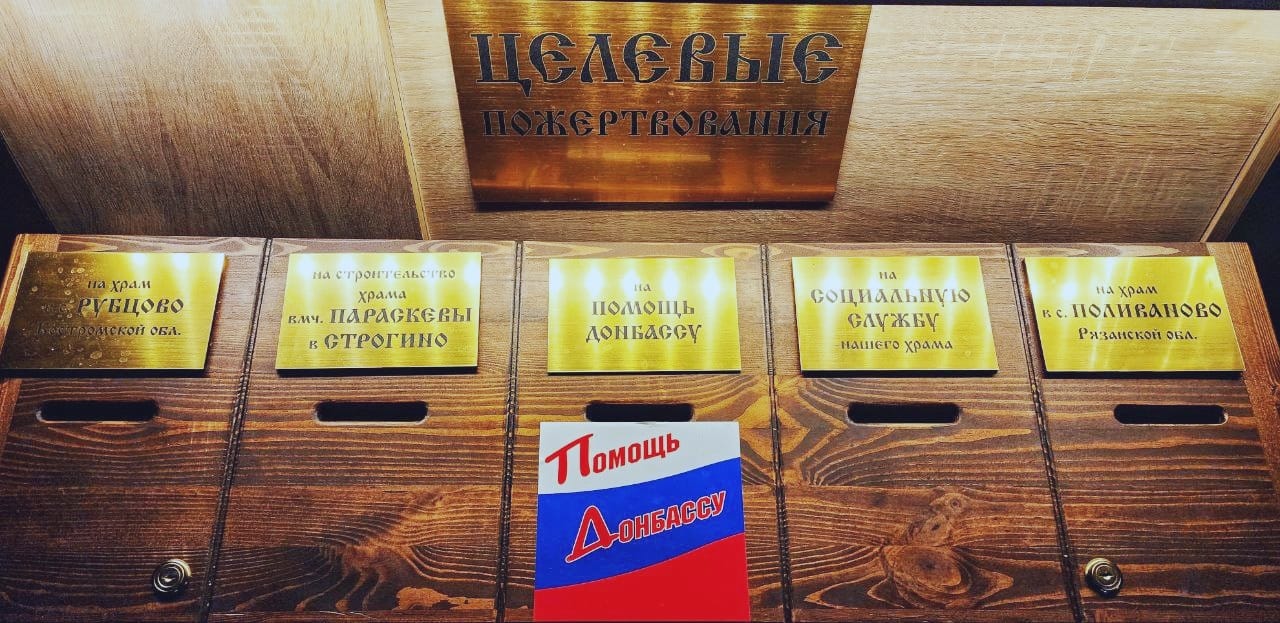 ЦЕЛЕВЫЕ
ПОЖЕРТВОВАНИЯ
на храм
РУБЦОВО
Костромской обл.
на строительство
храма
вмч. ПАРАСКЕВЫ
в СТРОГИНО
на
ПОМОЩЬ
ДОНБАССУ
на
СОЦИАЛЬНУЮ
СЛУЖБУ
нашего храма
на храм
в с. ПОЛИВАНОВО
Рязанской обл.
ПОМОЩЬ
ДОНБАССУ